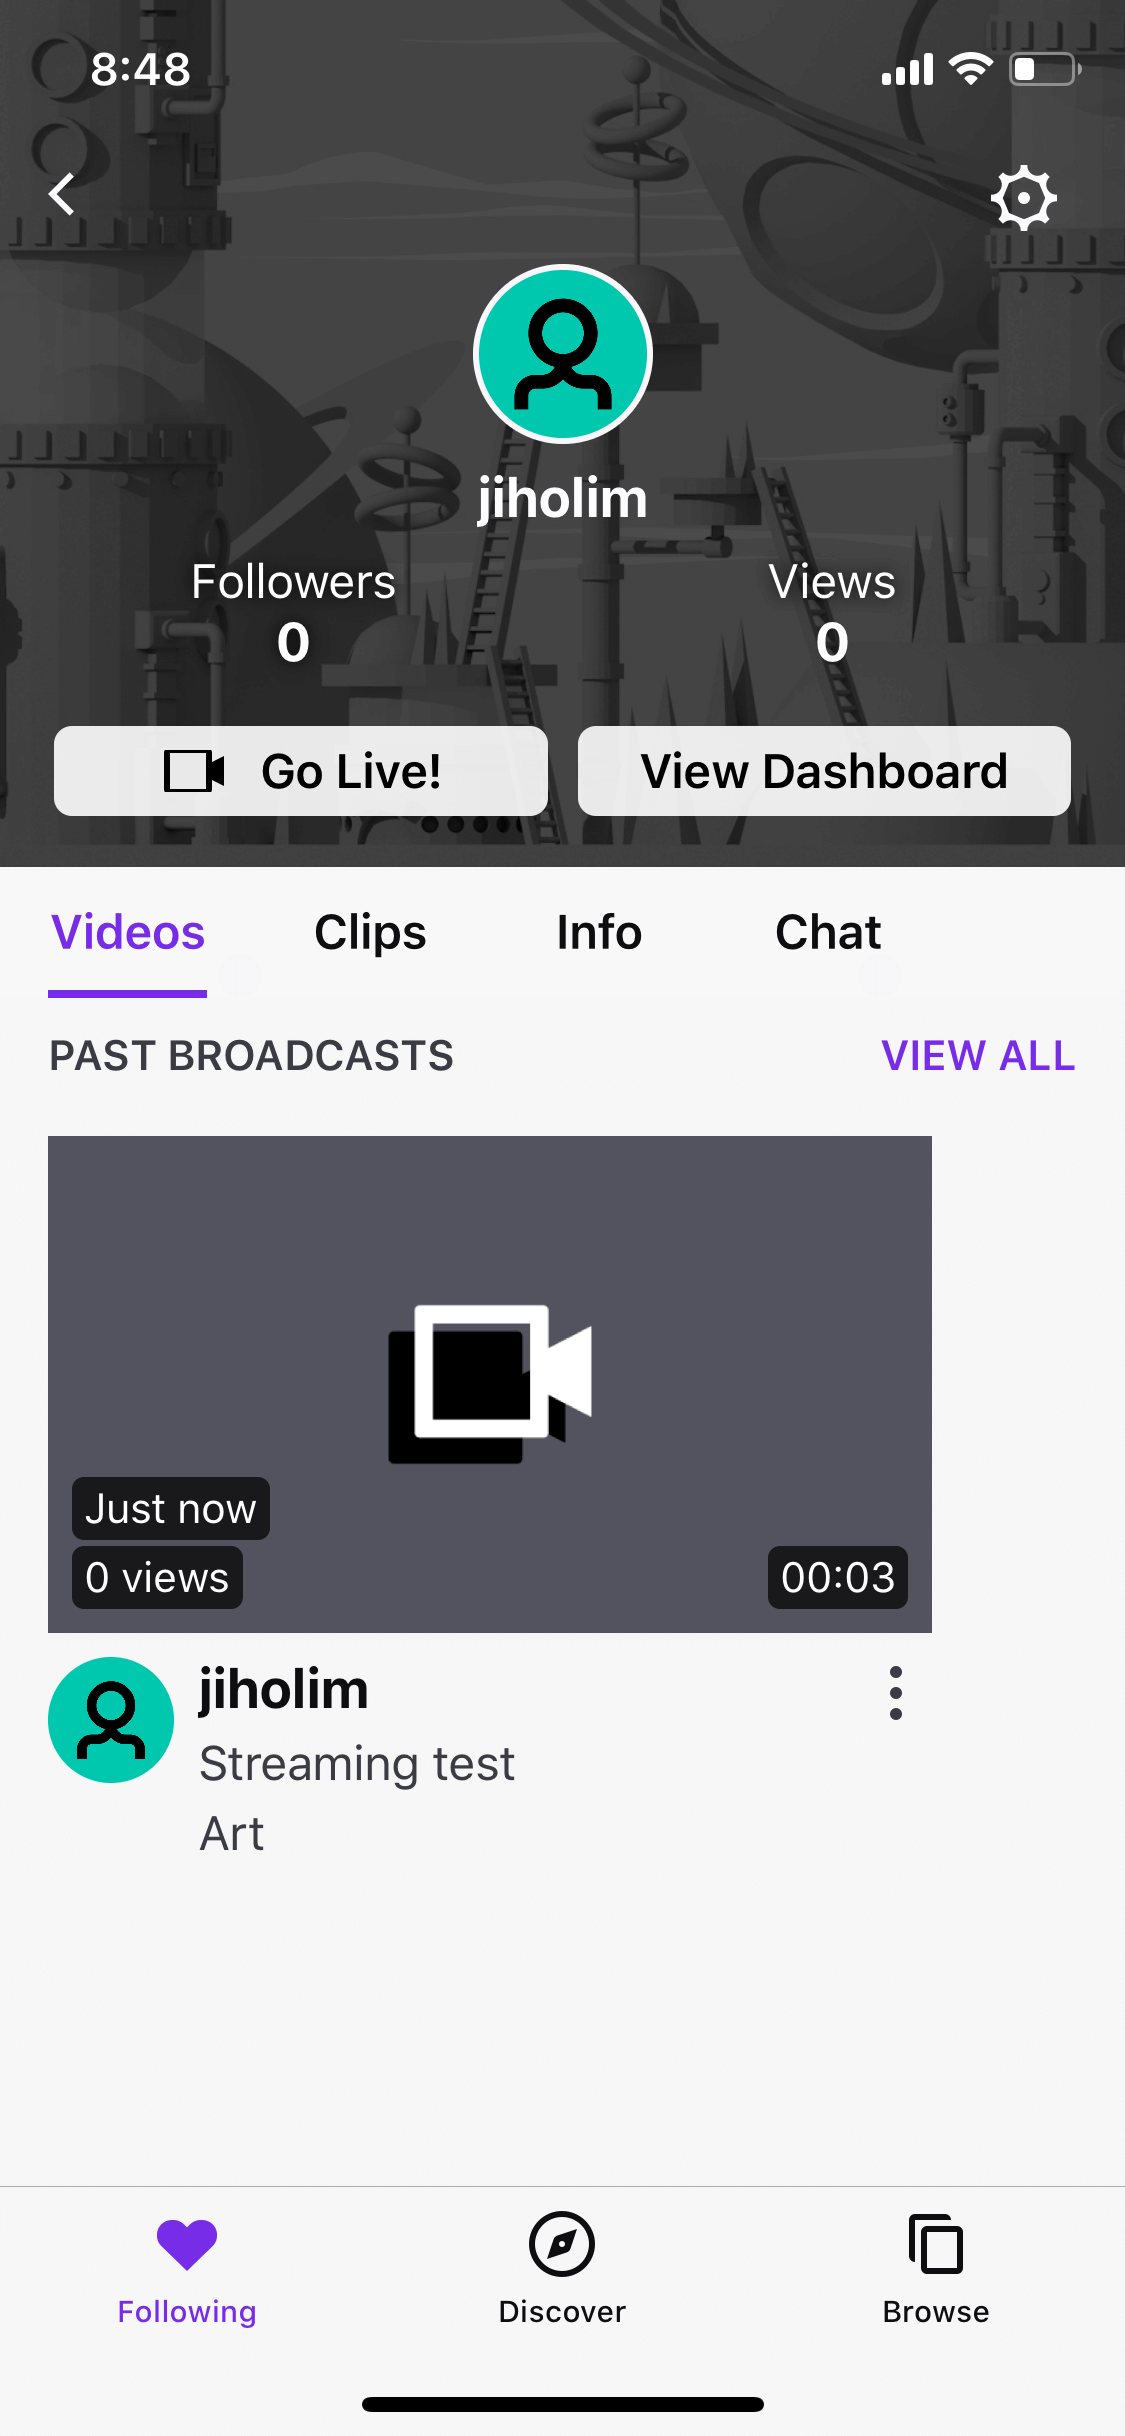 8:48
jiholim
Followers
0
Views
0
Go Live!
View Dashboard
Videos
Clips
Info
Chat
PAST BROADCASTS
VIEW ALL
Just now
0 views
00:03
jiholim
Streaming test
Art
Following
Discover
Browse